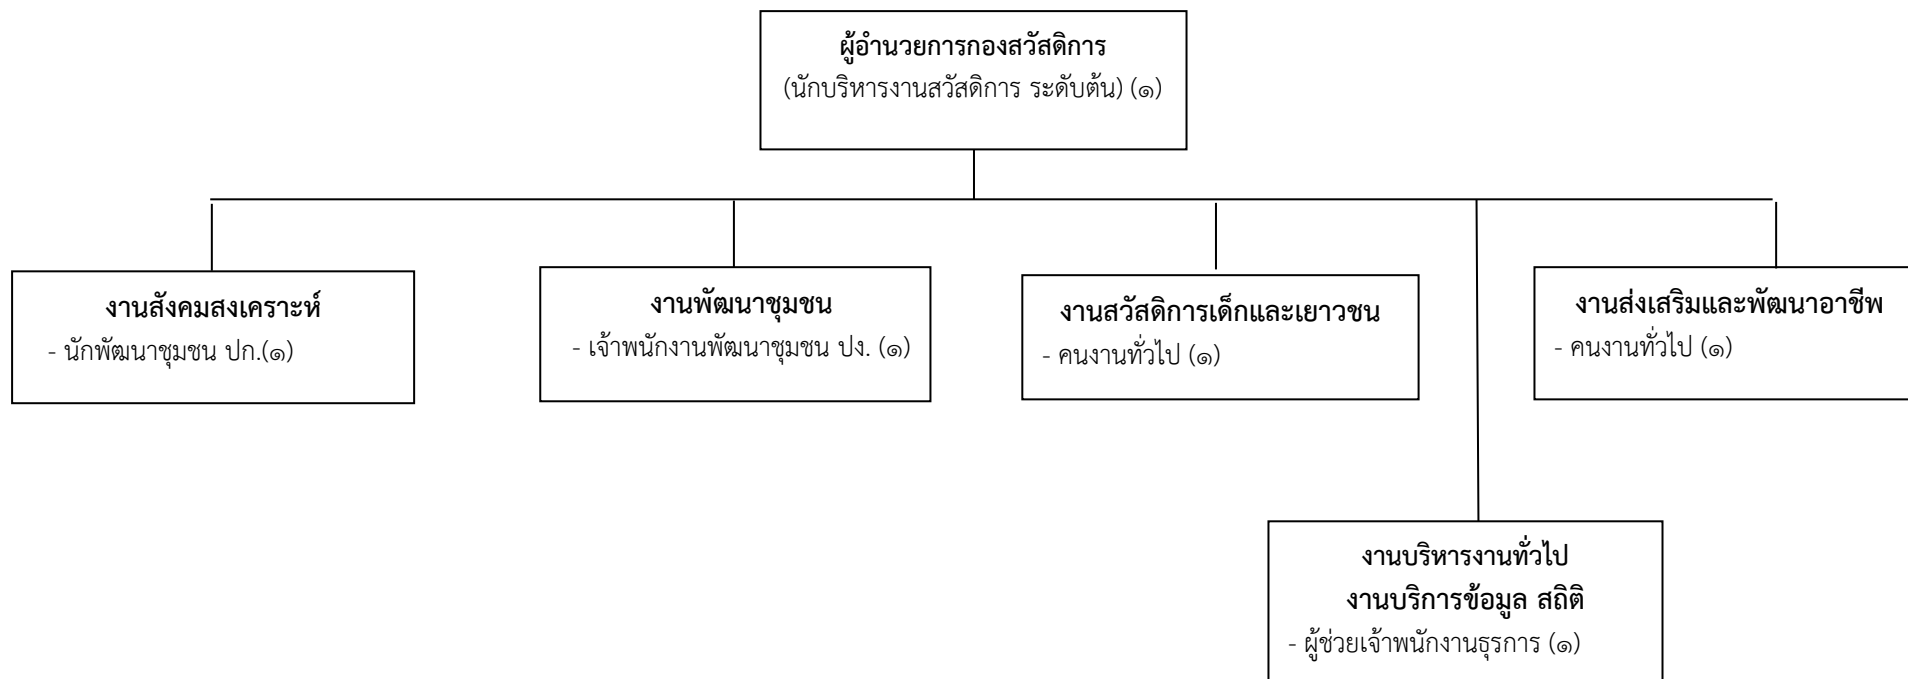 ผู้อำนวยการกองสวัสดิการ
(นักบริหารงานสวัสดิการ ระดับต้น) (๑)
งานสังคมสงเคราะห์
- นักพัฒนาชุมชน ปก.(๑)
งานพัฒนาชุมชน
- เจ้าพนักงานพัฒนาชุมชน ปง. (๑)
งานสวัสดิการเด็กและเยาวชน
- คนงานทั่วไป (๑)
งานส่งเสริมและพัฒนาอาชีพ
- คนงานทั่วไป (๑)
งานบริหารงานทั่วไป
งานบริการข้อมูล สถิติ
- ผู้ช่วยเจ้าพนักงานธุรการ (๑)